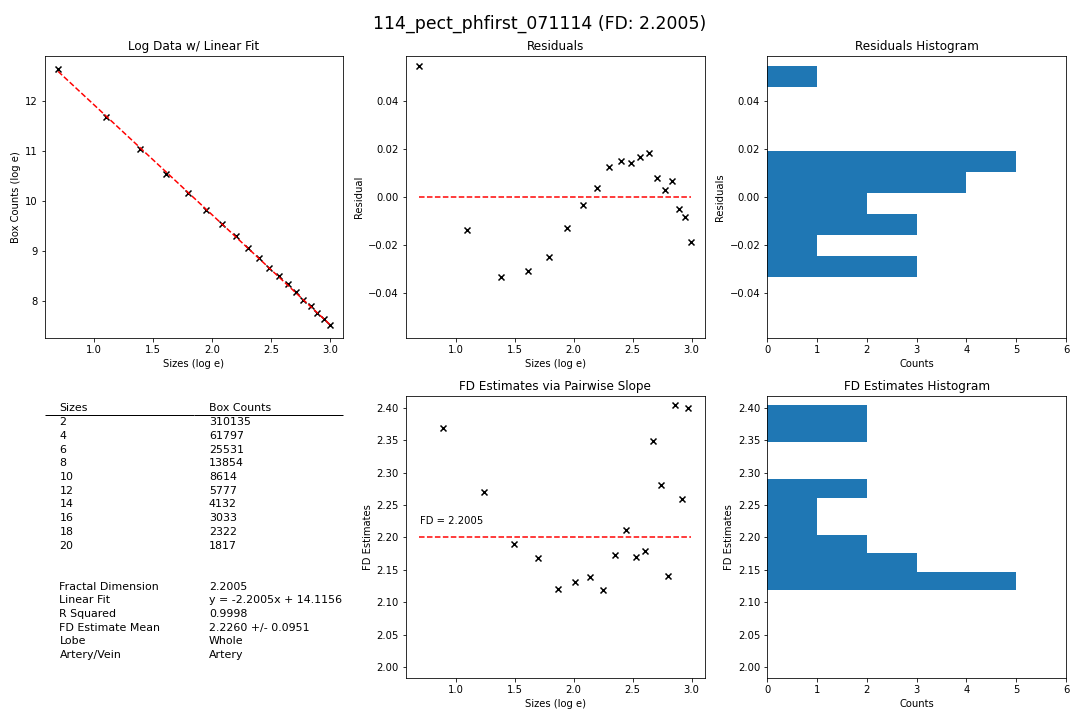 114_pect_phfirst_071114 (FD: 2.2005)
Log Data w/ Linear Fit
Box Counts (log e)
12
11
10
9
8
1.0 1.5 2.0 2.5 3.0
Sizes (log e)
Residuals
Residual
0.04
0.02
0.00
−0.02
−0.04
1.0 1.5 2.0 2.5 3.0
Sizes (log e)
Residuals Histogram
Residuals
0.04
0.02
0.00
−0.02
−0.04
0 1 2 3 4 5 6
Counts
Sizes Box Counts
2 310135
4 61797
6 25531
8 13854
10 8614
12 5777
14 4132
16 3033
18 2322
20 1817
Fractal Dimension 2.2005
Linear Fit y = -2.2005x + 14.1156
R Squared 0.9998
FD Estimate Mean 2.2260 +/- 0.0951
Lobe Whole
Artery/Vein Artery
FD Estimates via Pairwise Slope
FD Estimates
2.40
2.35
2.30
2.25
2.20
2.15
2.10
2.05
2.00
FD = 2.2005
1.0 1.5 2.0 2.5 3.0
Sizes (log e)
FD Estimates Histogram
FD Estimates
2.40
2.35
2.30
2.25
2.20
2.15
2.10
2.05
2.00
0 1 2 3 4 5 6
Counts